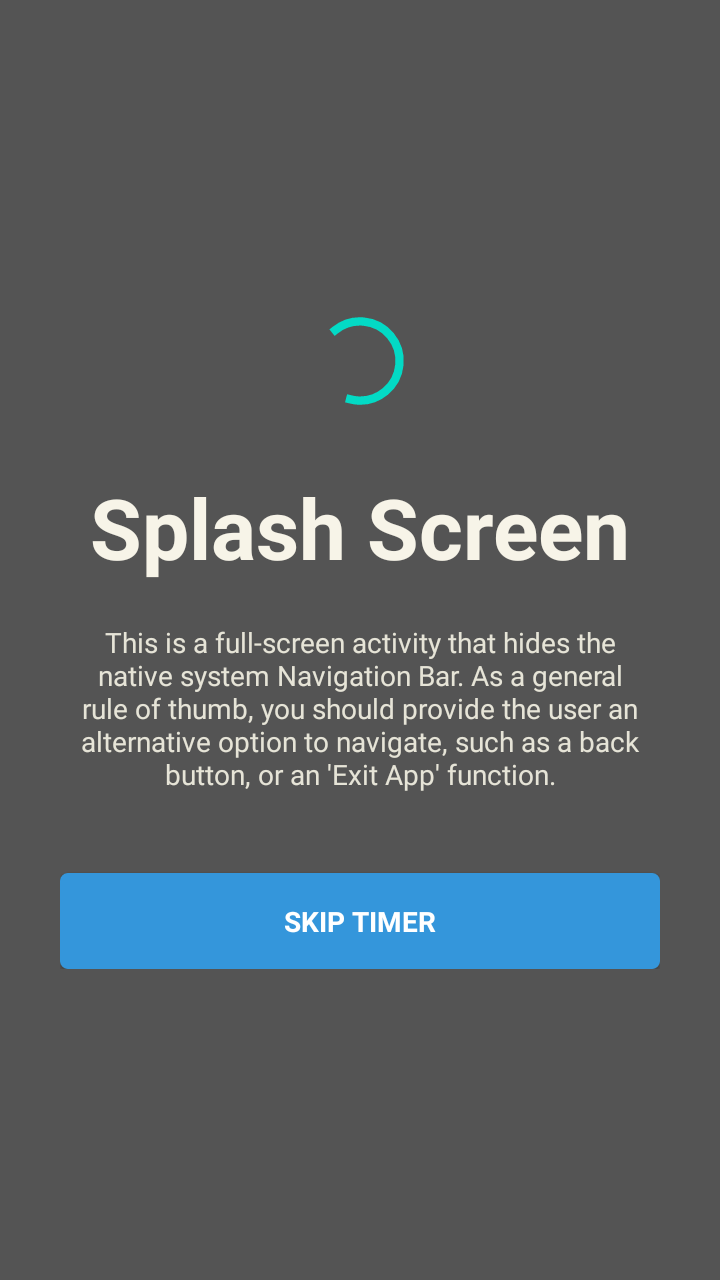 Splash Screen
This is a full-screen activity that hides the
native system Navigation Bar. As a general
rule of thumb, you should provide the user an
alternative option to navigate, such as a back
button, or an 'Exit App' function.
SKIP TIMER